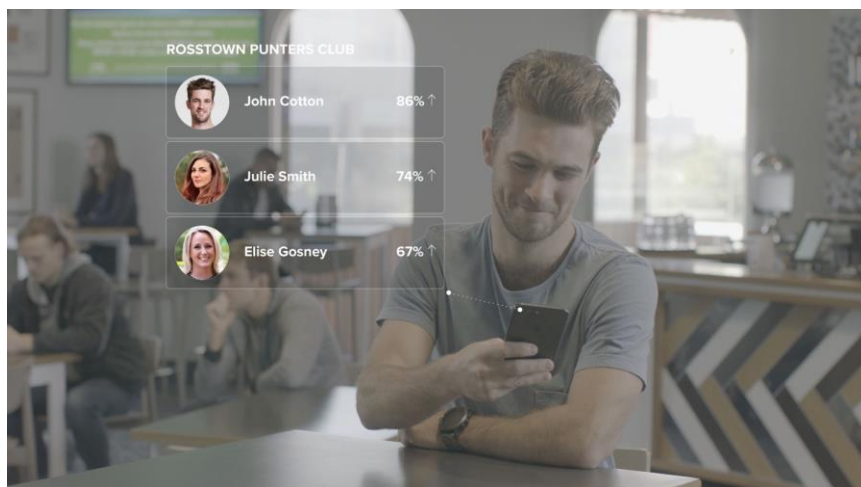 ROSSTOWN PUNTERS CLUB
John Cotton 86% ↑
Julie Smith 74% ↑
Elise Gosney 67% ↑